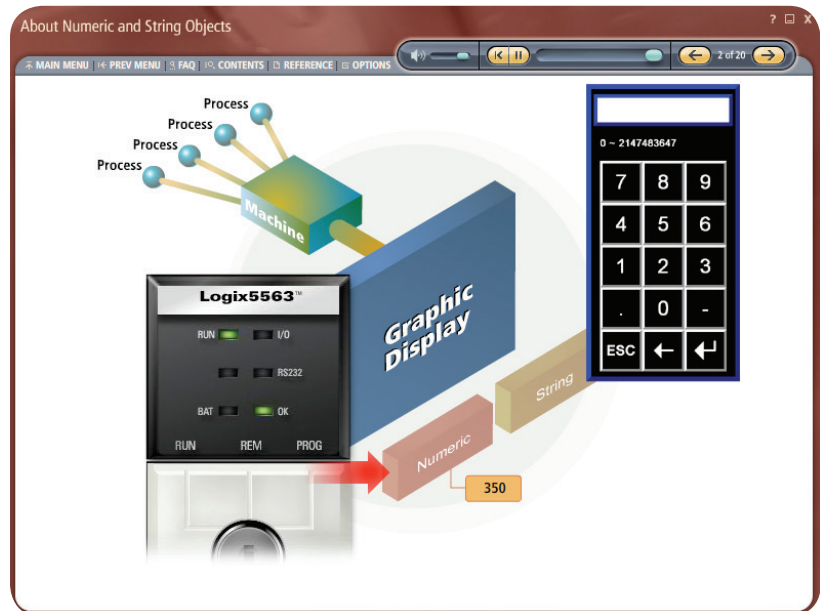 About Numeric and String Objects
? X
MAIN MENU | PREV MENU | FAQ | CONTENTS | REFERENCE | OPTIONS
2 of 20
Process
Process
Process
Process
Machine
Graphic
Display
Logix5563™
RUN I/O
RS232
BAT OK
RUN REM PROG
Numeric
350
String
0 ~ 2147483647
7 8 9
4 5 6
1 2 3
. 0 -
ESC ← ↵